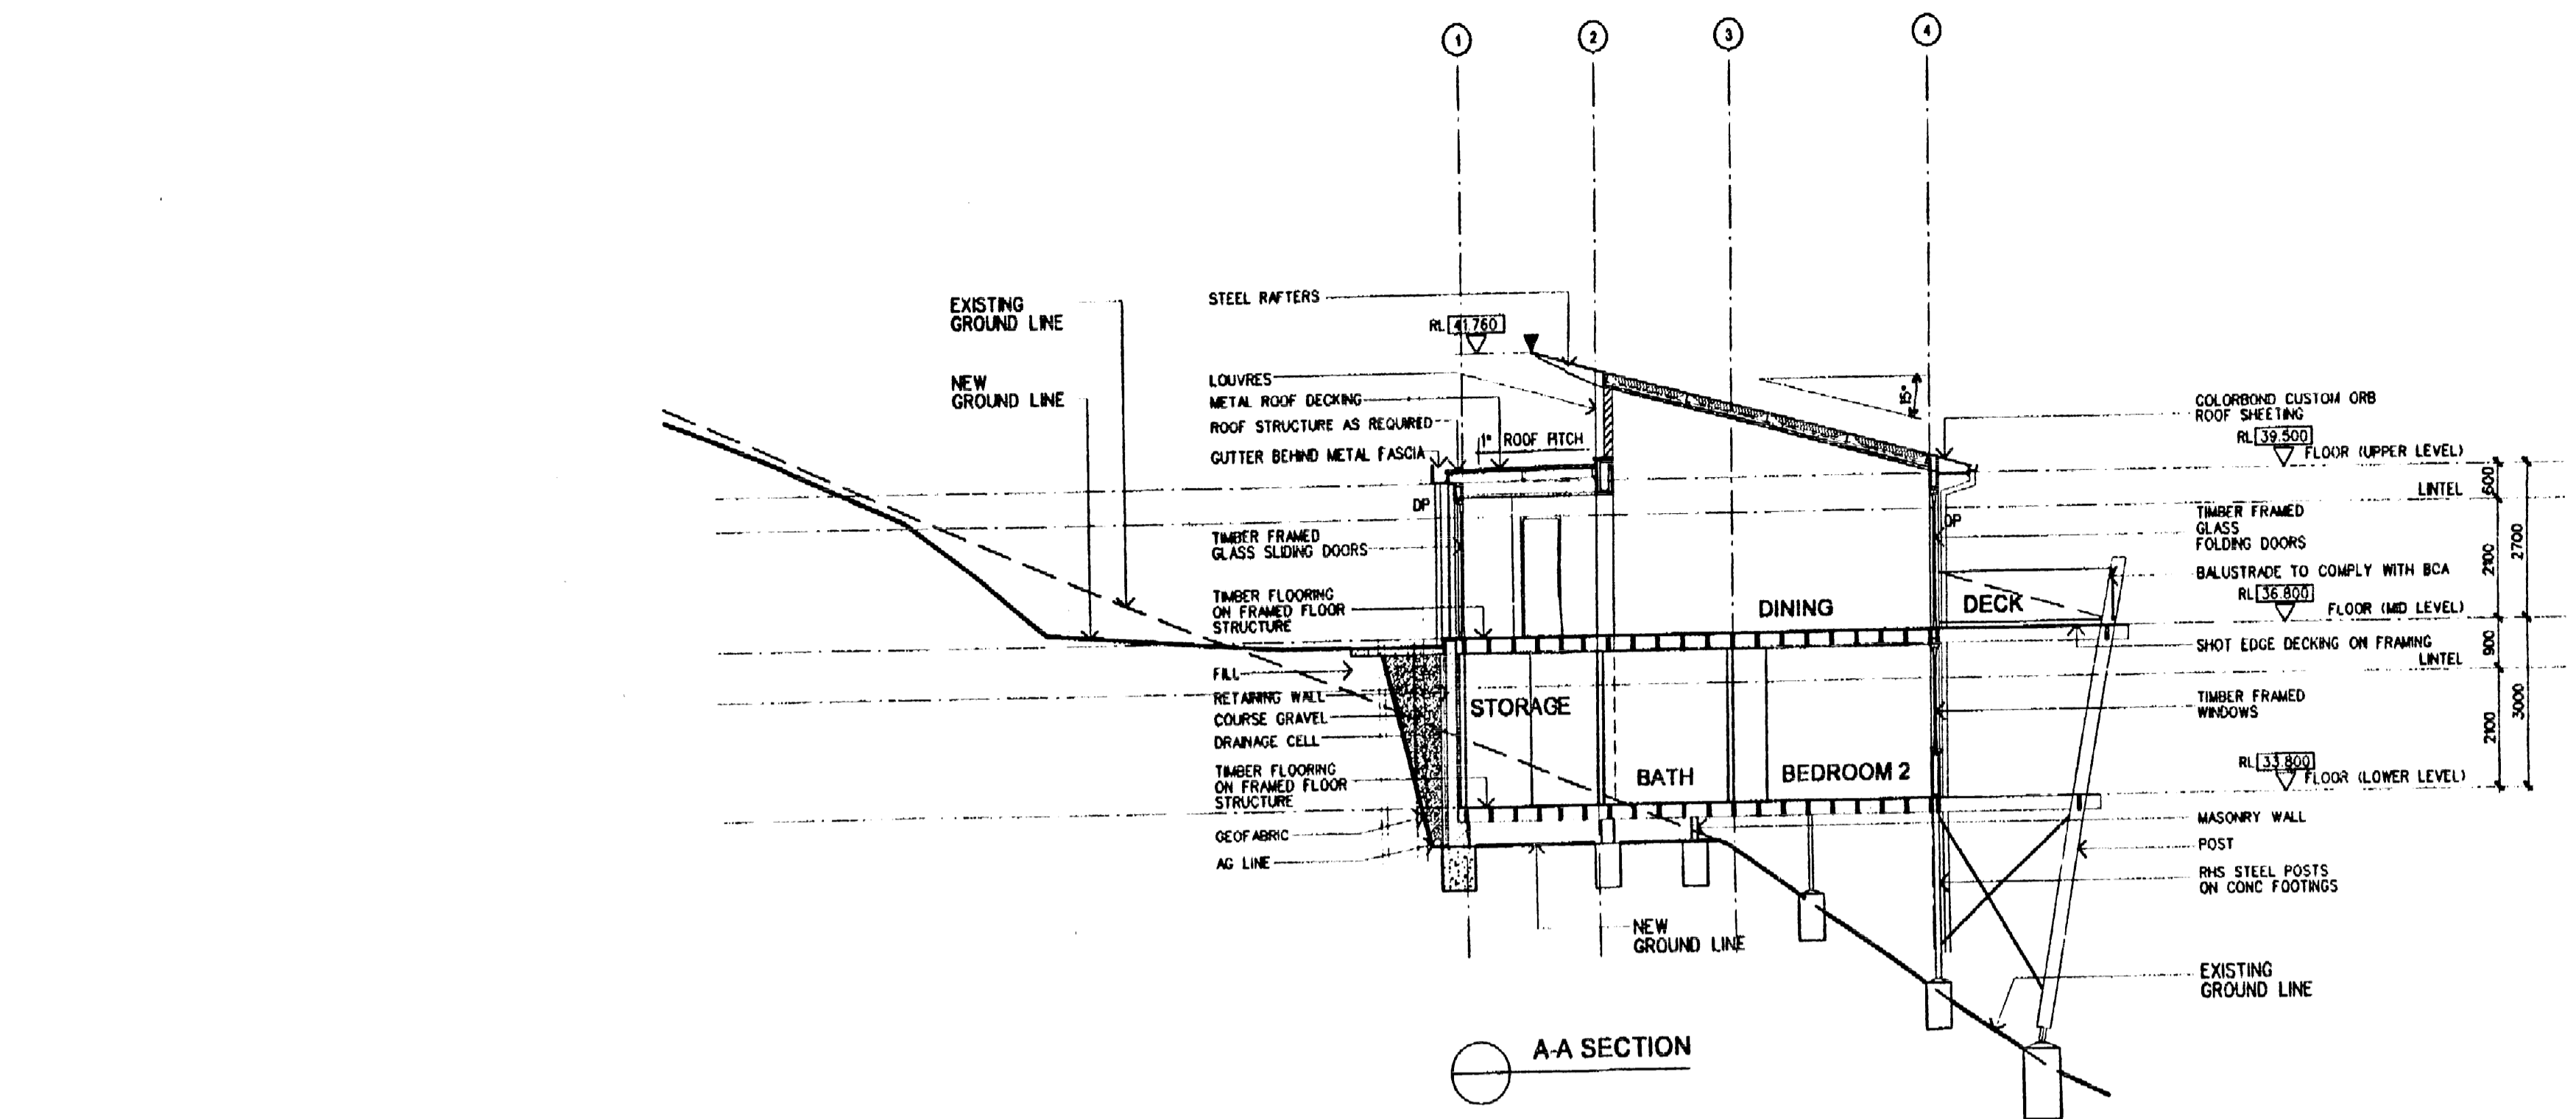 1 2 3 4
EXISTING
GROUND LINE
NEW
GROUND LINE
STEEL RAFTERS
RL 41.760
LOUVRES
METAL ROOF DECKING
ROOF STRUCTURE AS REQUIRED
1° ROOF PITCH
GUTTER BEHIND METAL FASCIA
15°
DP
TIMBER FRAMED
GLASS SLIDING DOORS
TIMBER FLOORING
ON FRAMED FLOOR
STRUCTURE
FILL
RETAINING WALL
COURSE GRAVEL
DRAINAGE CELL
TIMBER FLOORING
ON FRAMED FLOOR
STRUCTURE
GEOFABRIC
AG LINE
DINING
DECK
STORAGE
BATH
BEDROOM 2
NEW
GROUND LINE
DP
COLORBOND CUSTOM ORB
ROOF SHEETING
RL 39.500
FLOOR (UPPER LEVEL)
LINTEL
TIMBER FRAMED
GLASS
FOLDING DOORS
BALUSTRADE TO COMPLY WITH BCA
RL 36.800
FLOOR (MID LEVEL)
SHOT EDGE DECKING ON FRAMING
LINTEL
TIMBER FRAMED
WINDOWS
RL 33.800
FLOOR (LOWER LEVEL)
MASONRY WALL
POST
RHS STEEL POSTS
ON CONC FOOTINGS
EXISTING
GROUND LINE
600
2100
2700
900
2100
3000
A-A SECTION